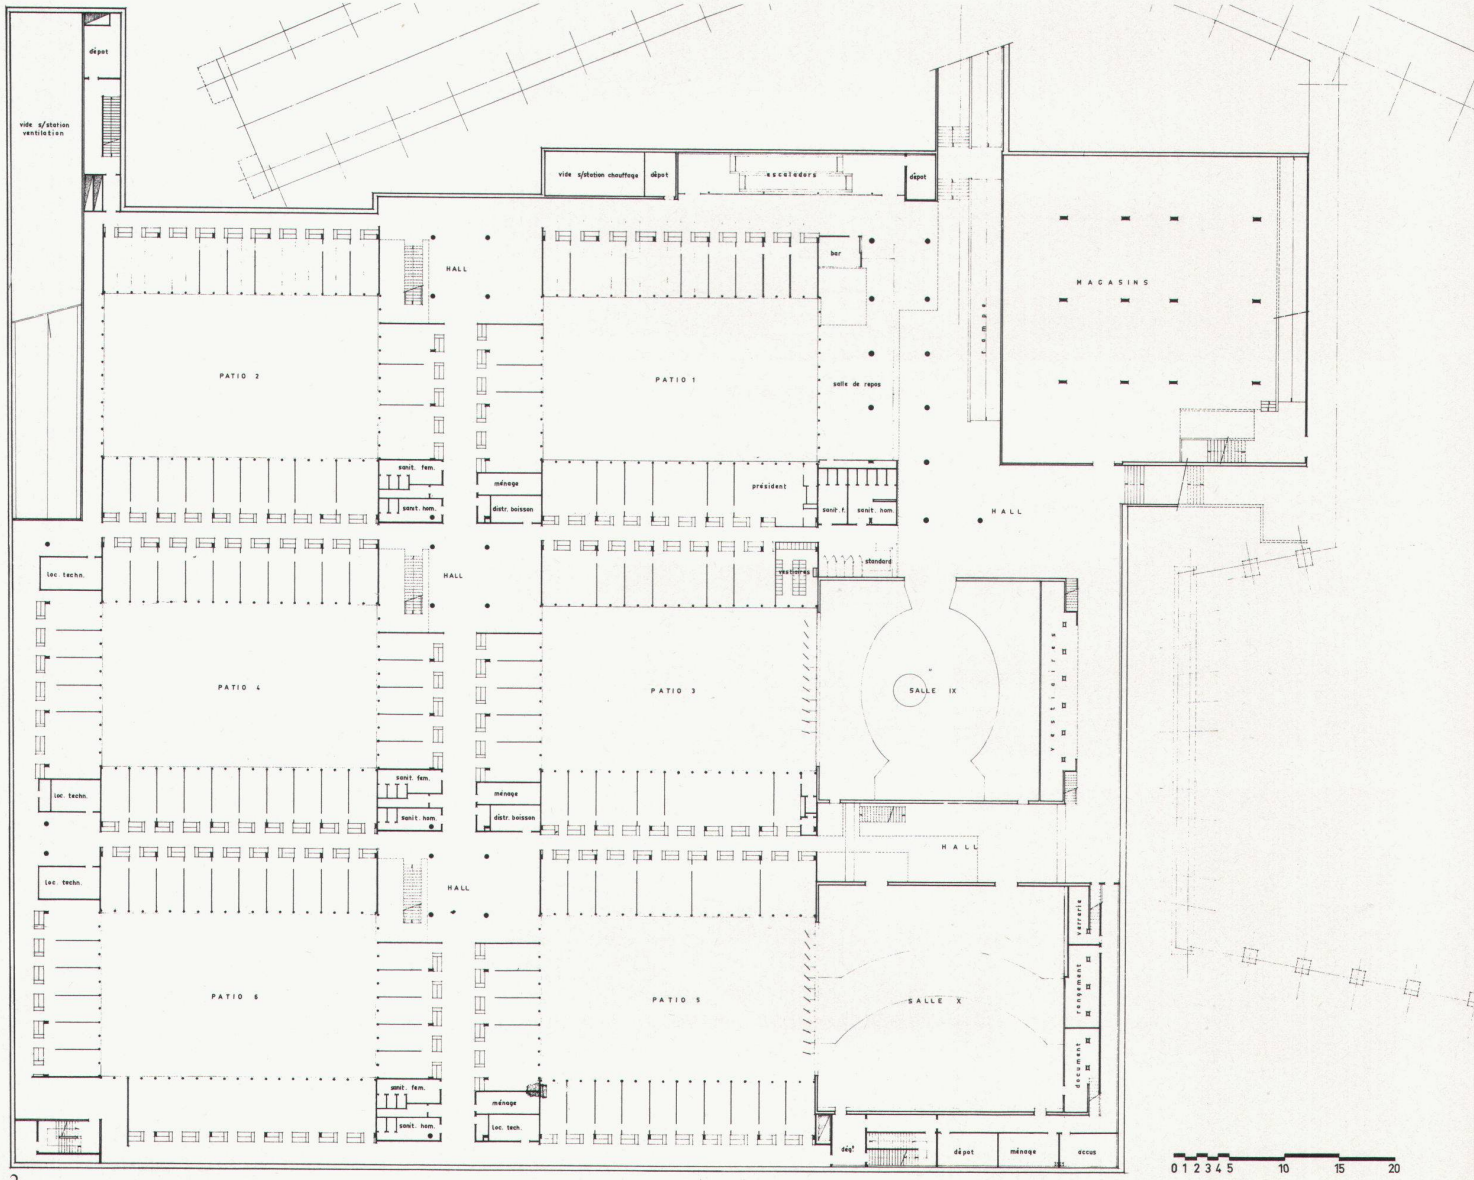 dépot
vide s/station
ventilation
vide s/station chauffage
dépot
escaladors
dépot
bar
HALL
MAGASINS
rampe
PATIO 2
PATIO 1
salle de repos
sanit. fem.
ménage
président
sanit. hom.
distr. boisson
sanit. f.
sanit. hom.
HALL
loc. techn.
HALL
vestiaires
standard
PATIO 4
PATIO 3
SALLE IX
vestiaires
sanit. fem.
loc. techn.
ménage
sanit. hom.
distr. boisson
HALL
loc. techn.
HALL
verrerie
PATIO 6
PATIO 5
SALLE X
rangement
document
sanit. fem.
ménage
sanit. hom.
loc. tech.
dégt
dépot
ménage
accus
0 1 2 3 4 5 10 15 20